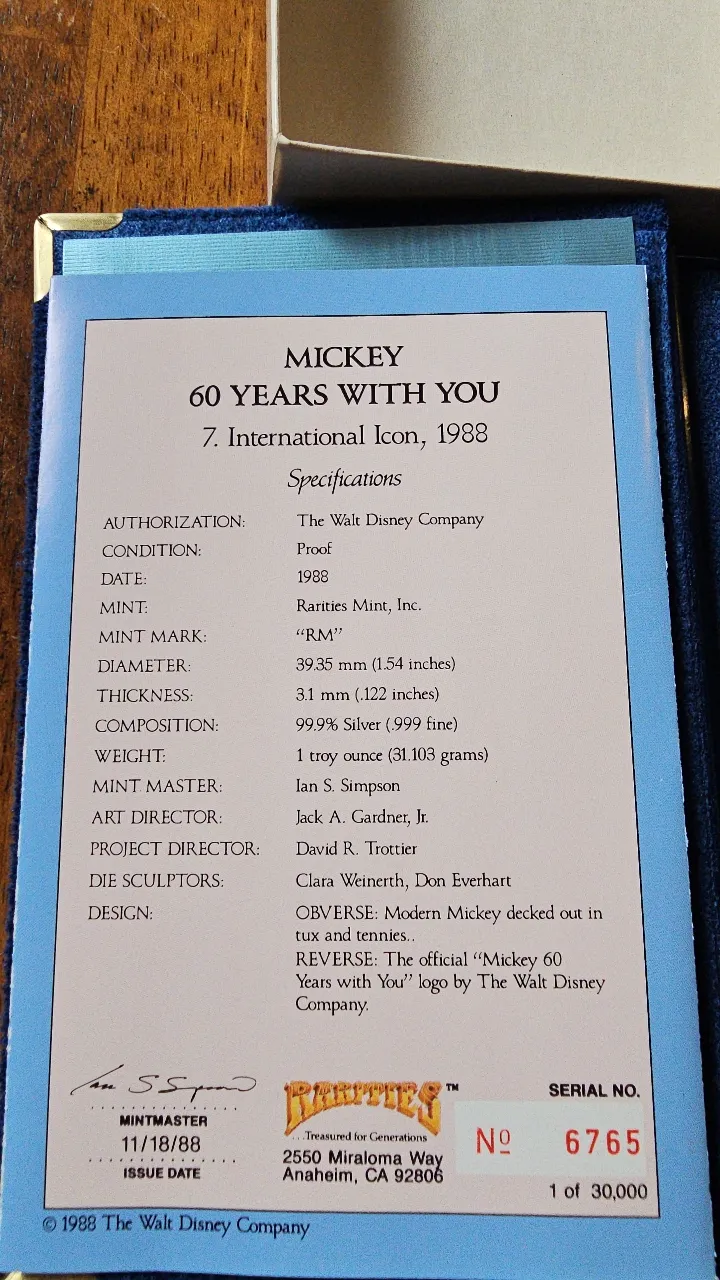 MICKEY
60 YEARS WITH YOU
7. International Icon, 1988
Specifications
AUTHORIZATION: The Walt Disney Company
CONDITION: Proof
DATE: 1988
MINT: Rarities Mint, Inc.
MINT MARK: “RM”
DIAMETER: 39.35 mm (1.54 inches)
THICKNESS: 3.1 mm (.122 inches)
COMPOSITION: 99.9% Silver (.999 fine)
WEIGHT: 1 troy ounce (31.103 grams)
MINT MASTER: Ian S. Simpson
ART DIRECTOR: Jack A. Gardner, Jr.
PROJECT DIRECTOR: David R. Trottier
DIE SCULPTORS: Clara Weinerth, Don Everhart
DESIGN: OBVERSE: Modern Mickey decked out in
tux and tennies..
REVERSE: The official “Mickey 60
Years with You” logo by The Walt Disney
Company.
Ian S Simpson
MINTMASTER
11/18/88
ISSUE DATE
RARITIES™
...Treasured for Generations
2550 Miraloma Way
Anaheim, CA 92806
SERIAL NO.
Nº 6765
1 of 30,000
© 1988 The Walt Disney Company